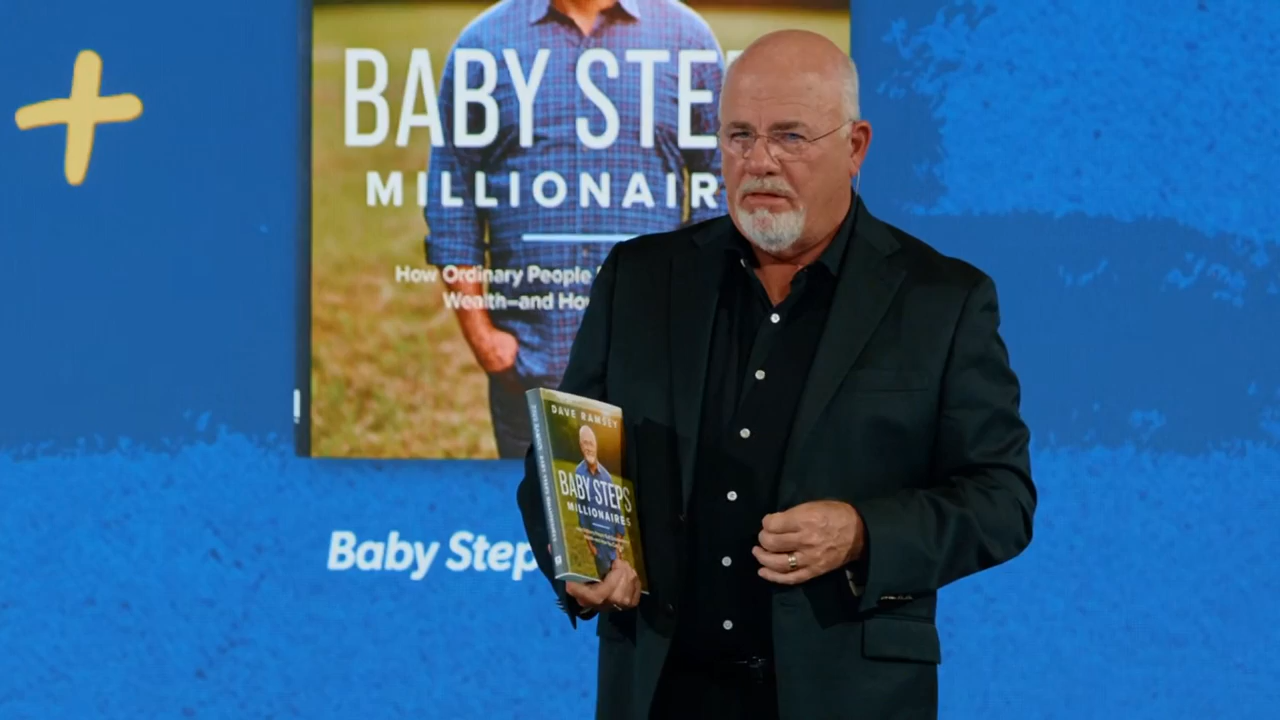 BABY STE
MILLIONAIR
How Ordinary People
Wealth—and How
Baby Step
DAVE RAMSEY
BABY STEPS
MILLIONAIRES